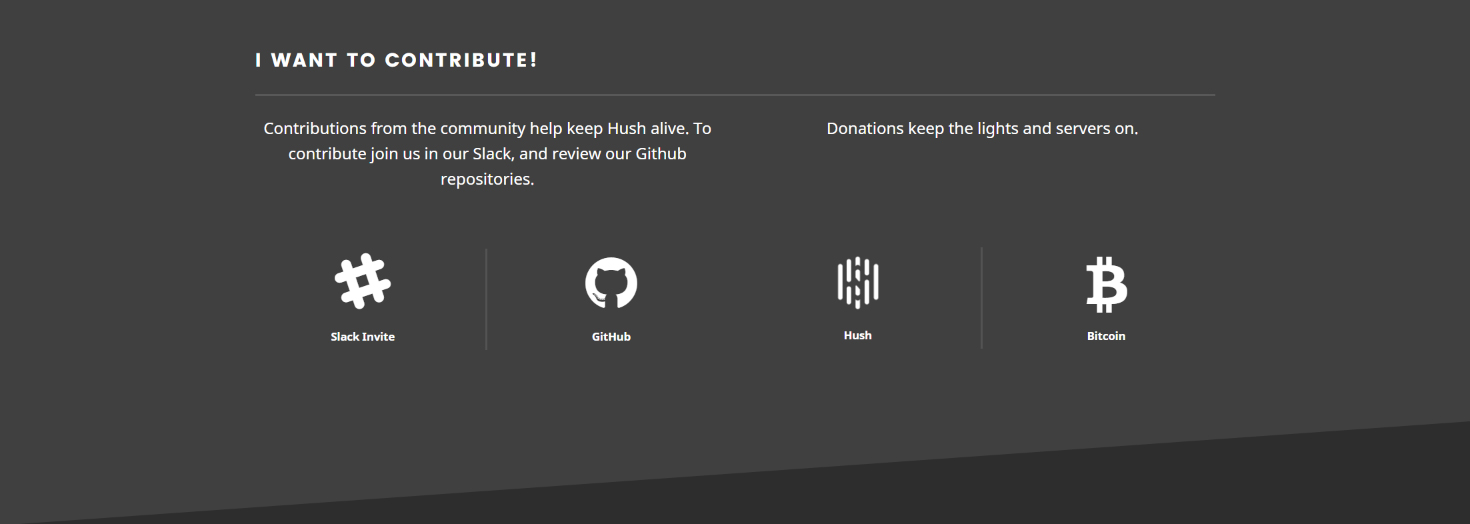 I WANT TO CONTRIBUTE!
Contributions from the community help keep Hush alive. To
contribute join us in our Slack, and review our Github
repositories.
Donations keep the lights and servers on.
Slack Invite
GitHub
Hush
Bitcoin